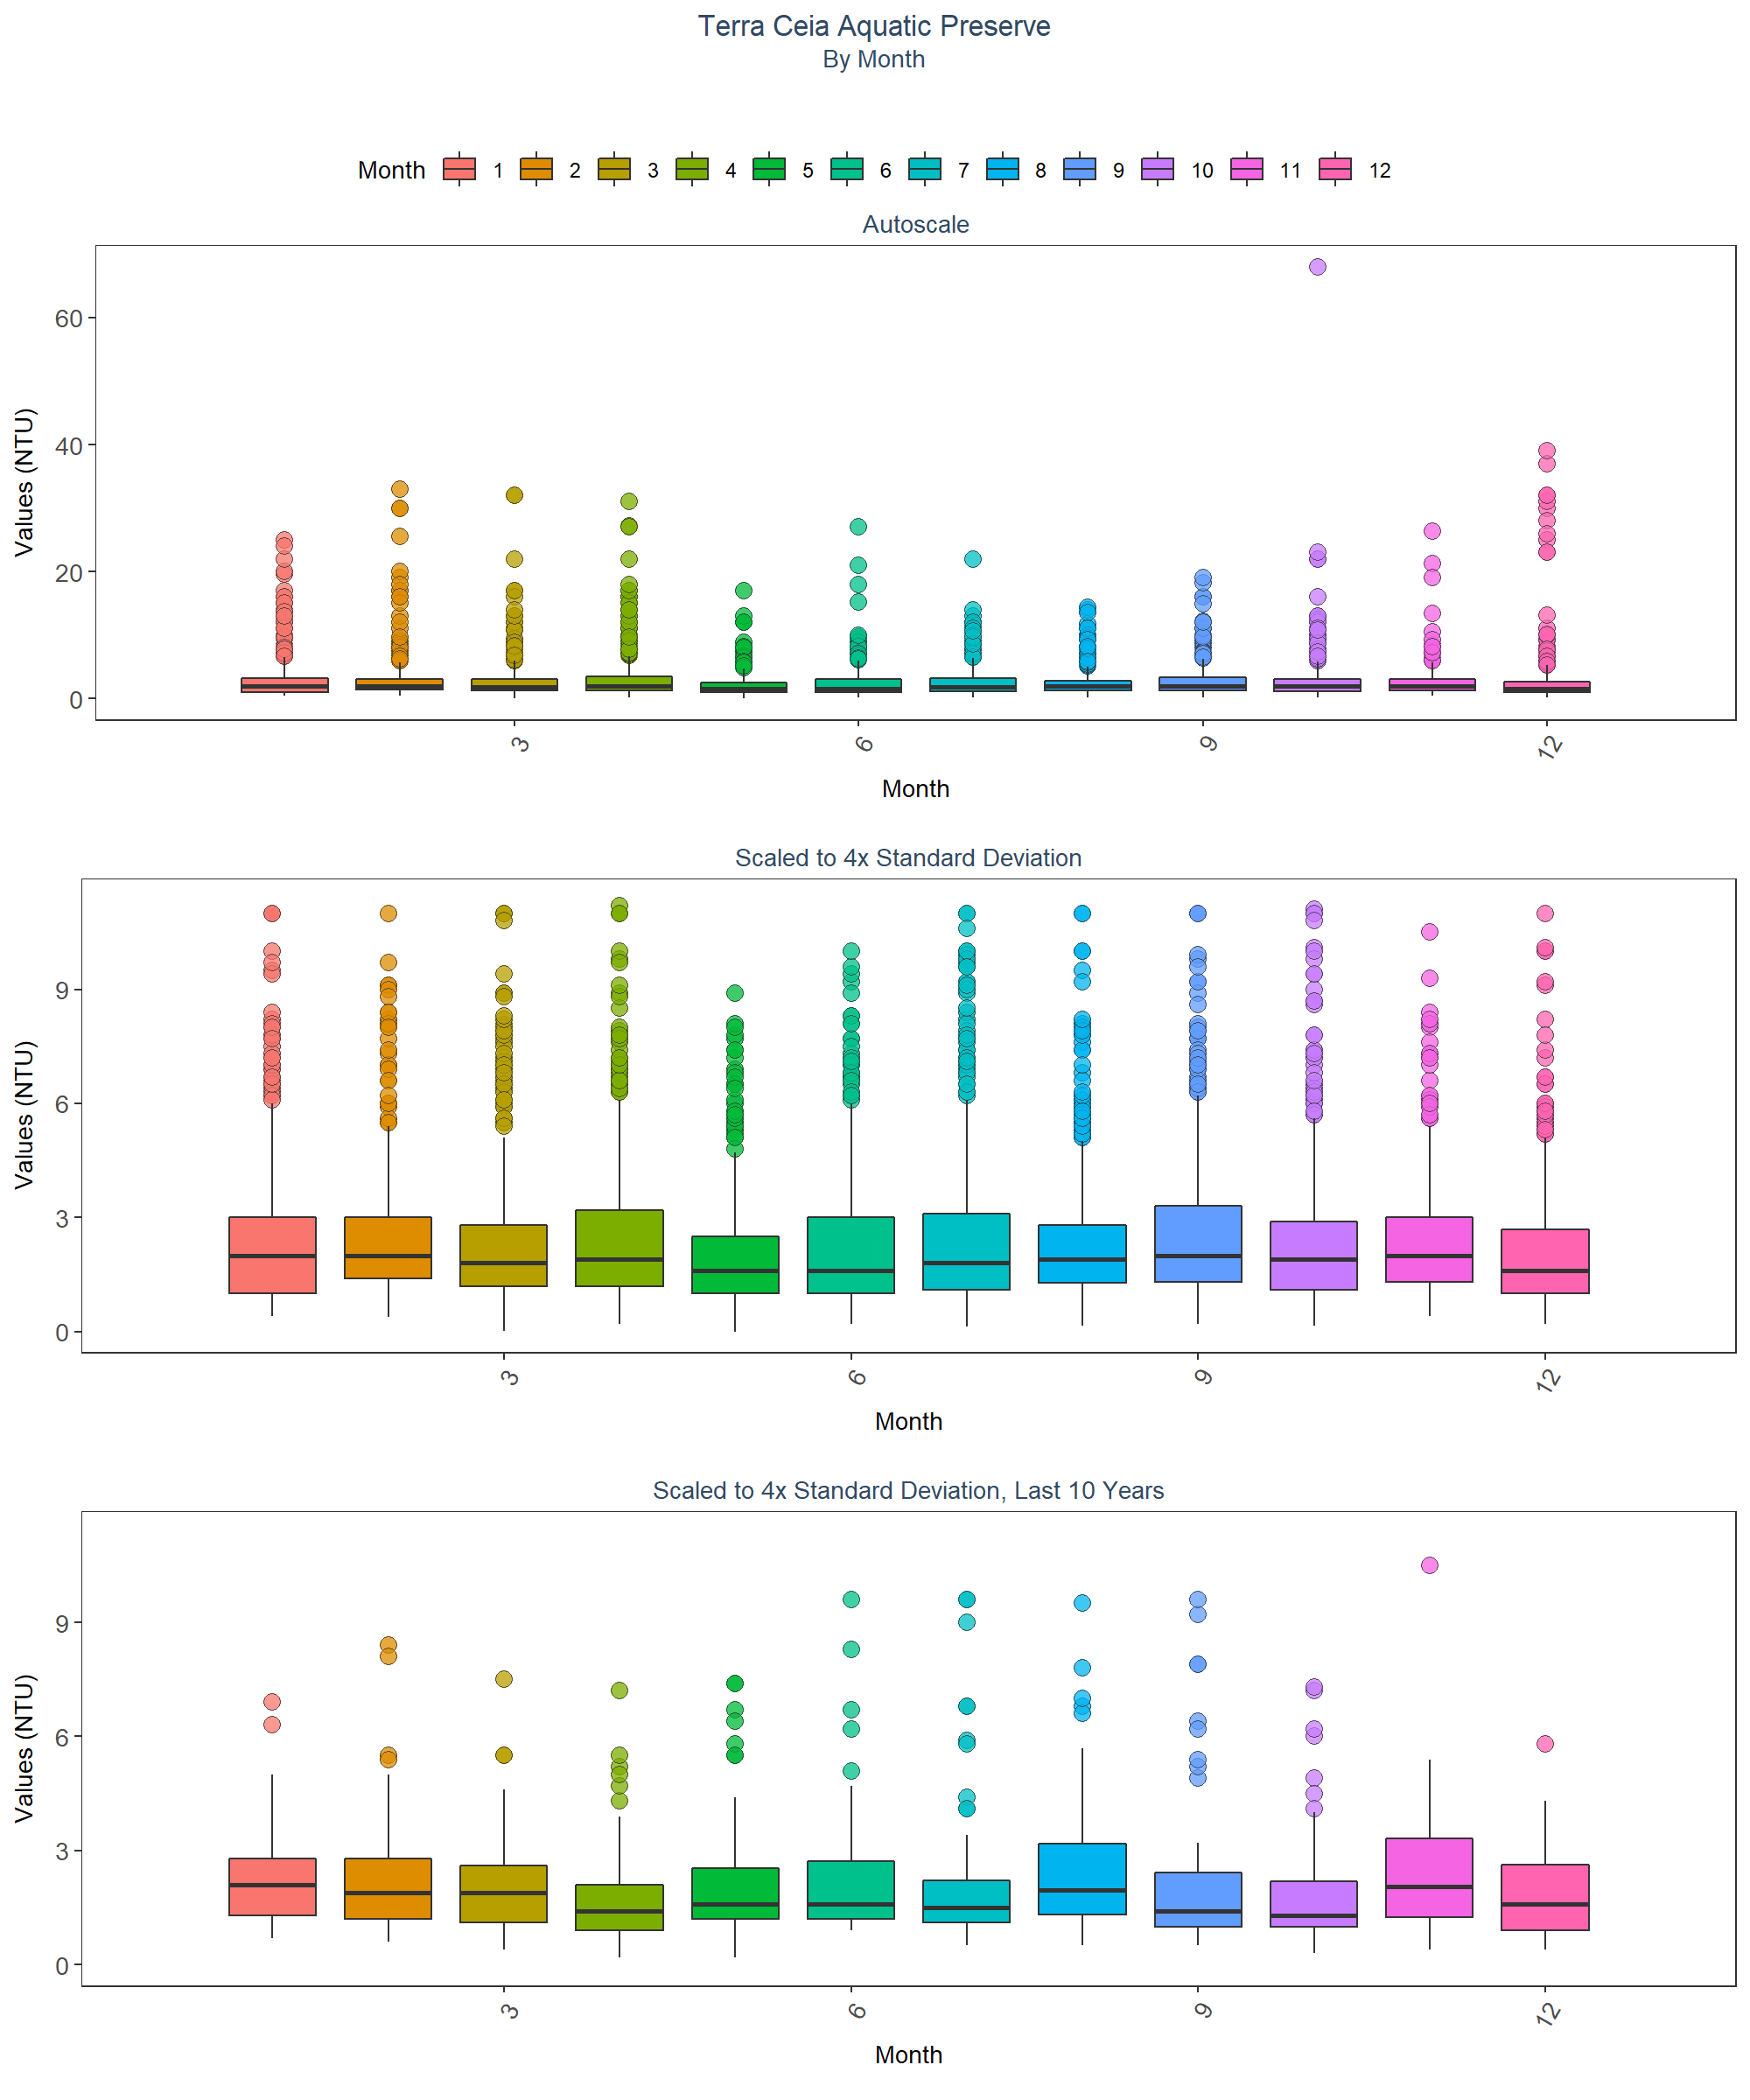 Terra Ceia Aquatic Preserve
By Month
Month 1 2 3 4 5 6 7 8 9 10 11 12
Autoscale
Values (NTU)
60
40
20
0
3 6 9 12
Month
Scaled to 4x Standard Deviation
Values (NTU)
9
6
3
0
3 6 9 12
Month
Scaled to 4x Standard Deviation, Last 10 Years
Values (NTU)
9
6
3
0
3 6 9 12
Month